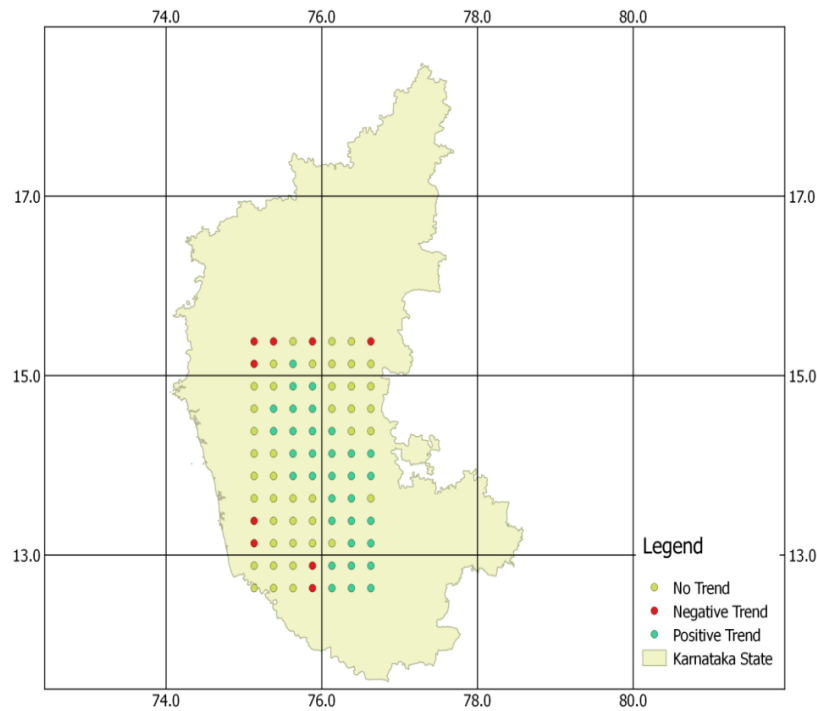 74.0 76.0 78.0 80.0
17.0 17.0
15.0 15.0
13.0 13.0
Legend
No Trend
Negative Trend
Positive Trend
Karnataka State
74.0 76.0 78.0 80.0